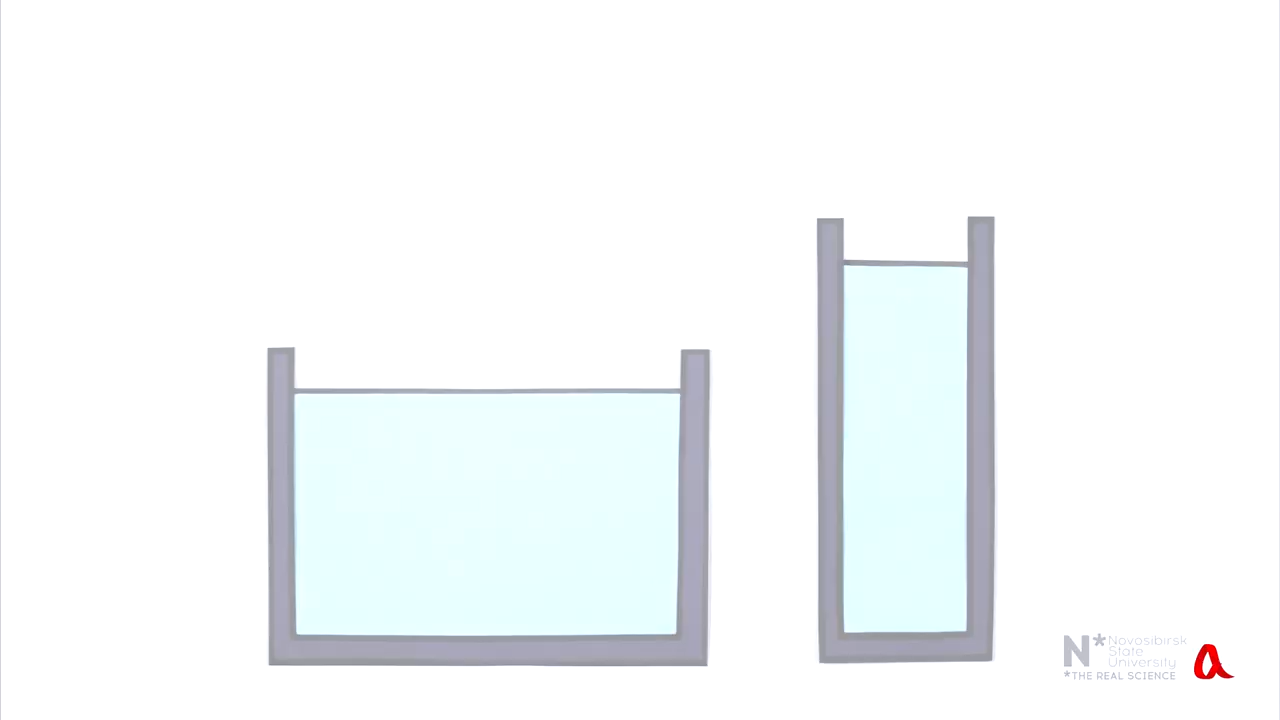 N*
Novosibirsk
State
University
*THE REAL SCIENCE
a